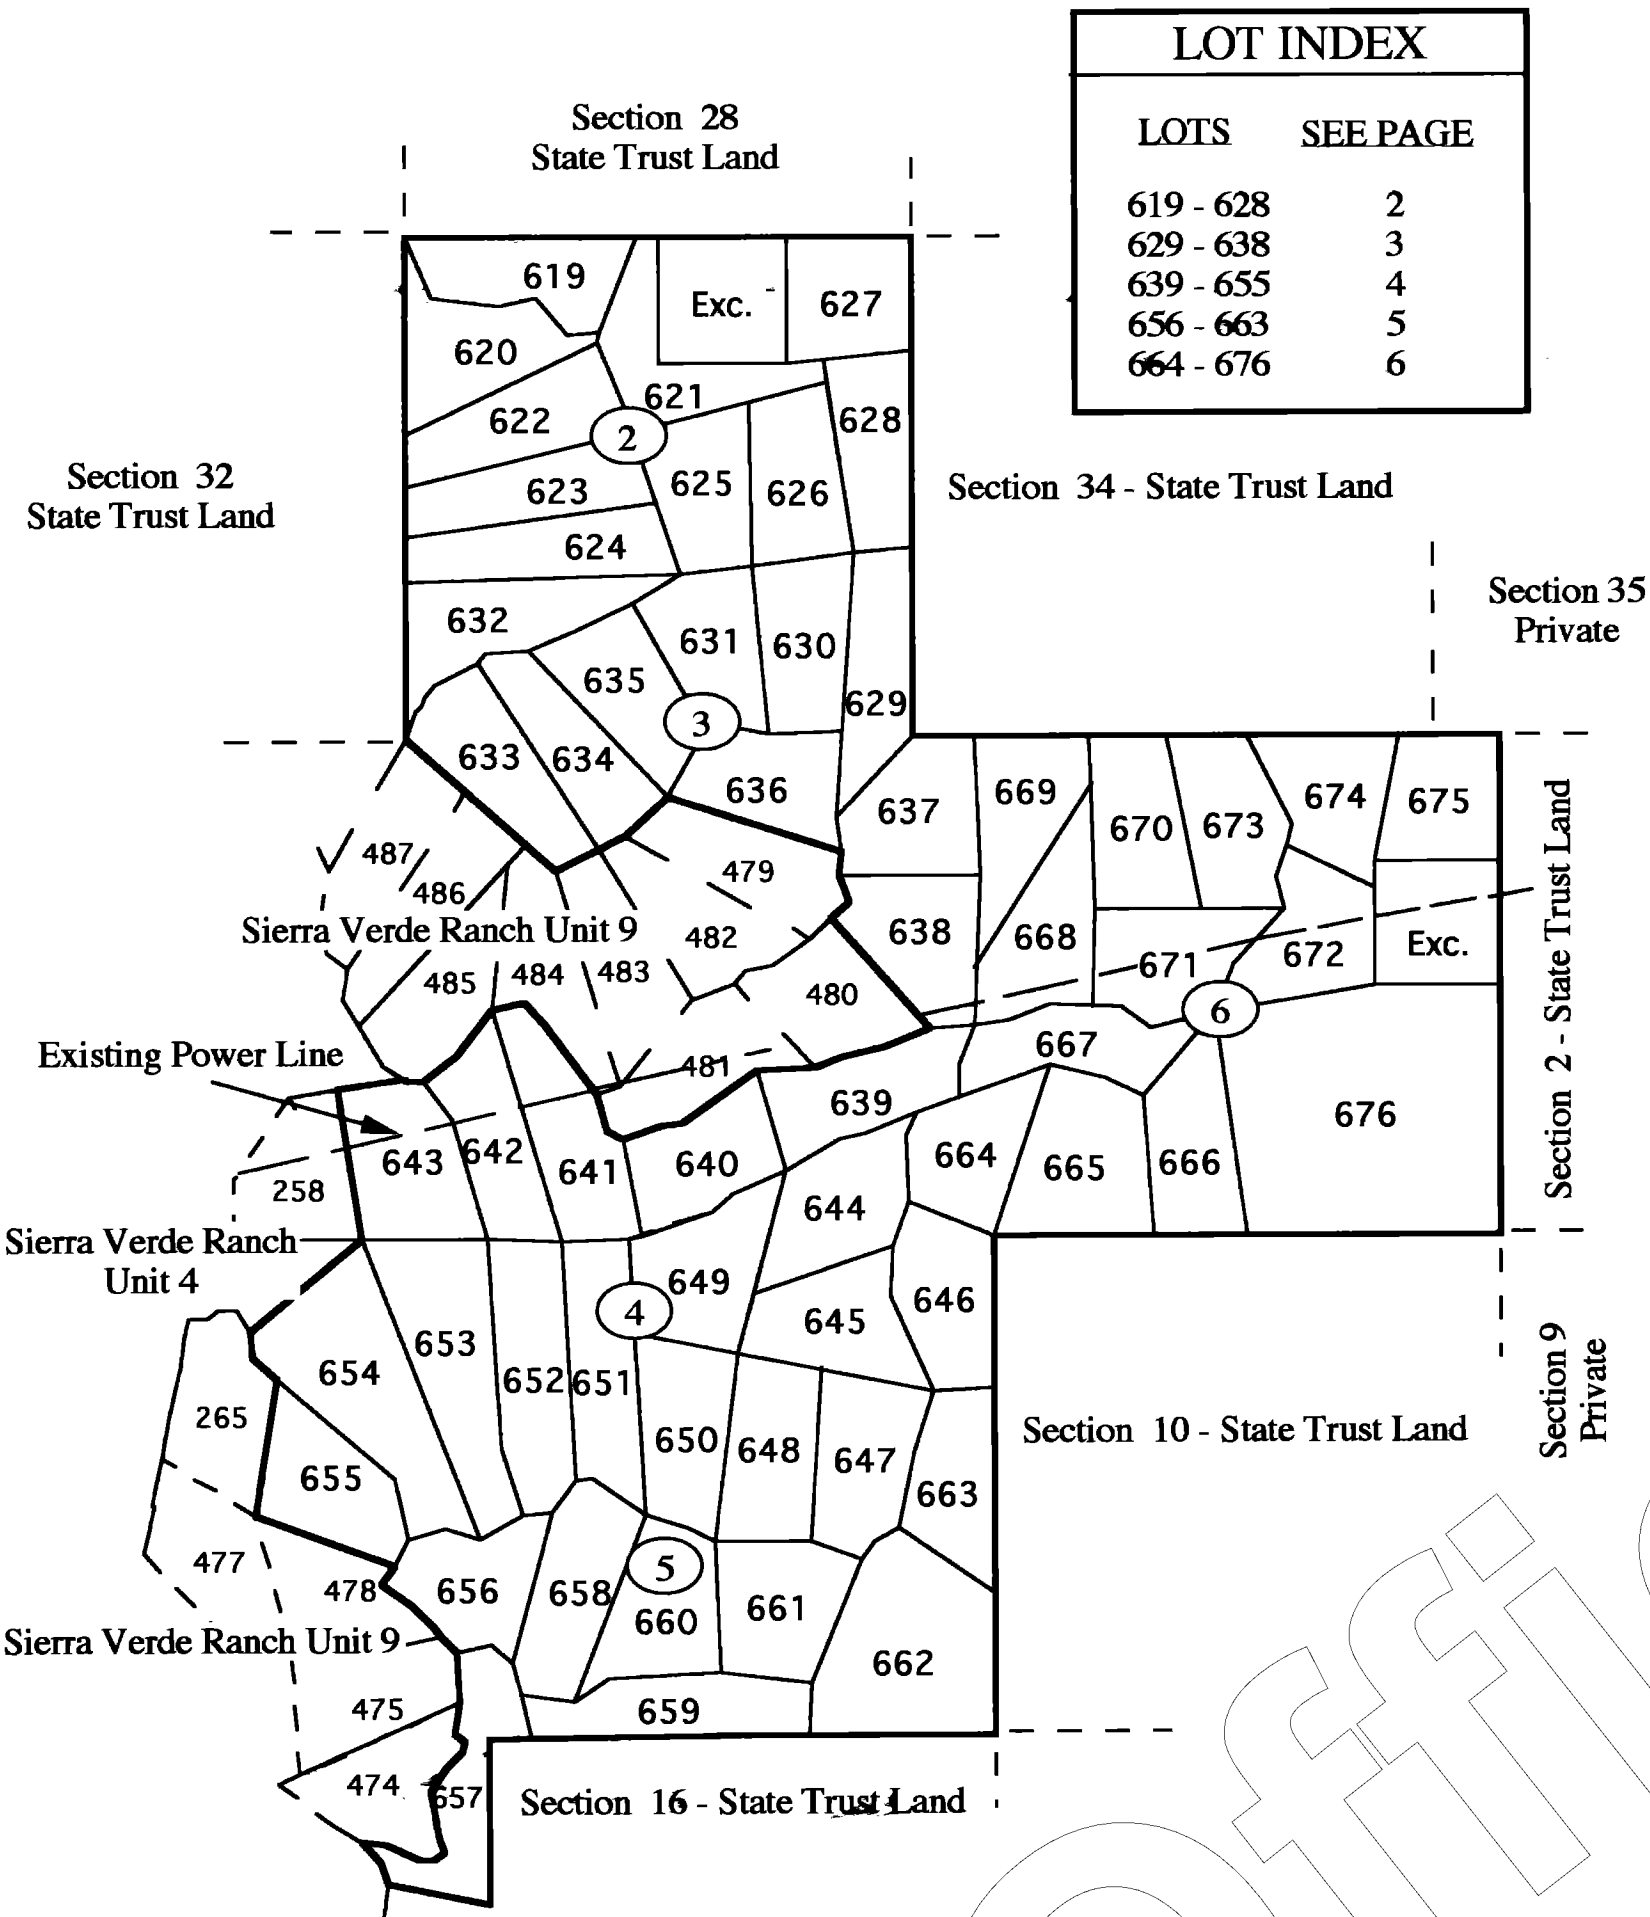 LOT INDEX
LOTS SEE PAGE
619 - 628 2
629 - 638 3
639 - 655 4
656 - 663 5
664 - 676 6
Section 28
State Trust Land
619
Exc.
627
620
621
622
2
628
Section 32
State Trust Land
623
625
626
Section 34 - State Trust Land
624
Section 35
Private
632
631
630
635
629
3
633
634
636
637
669
674
675
670
673
487
479
486
Sierra Verde Ranch Unit 9
482
638
668
671
672
Exc.
485
484
483
480
6
Section 2 - State Trust Land
Existing Power Line
481
667
639
676
643
642
641
640
664
665
666
258
644
Sierra Verde Ranch
Unit 4
649
4
646
645
653
654
652
651
Section 9
Private
265
650
648
647
Section 10 - State Trust Land
655
663
477
478
656
658
5
660
661
Sierra Verde Ranch Unit 9
662
475
659
474
657
Section 16 - State Trust Land
Offic